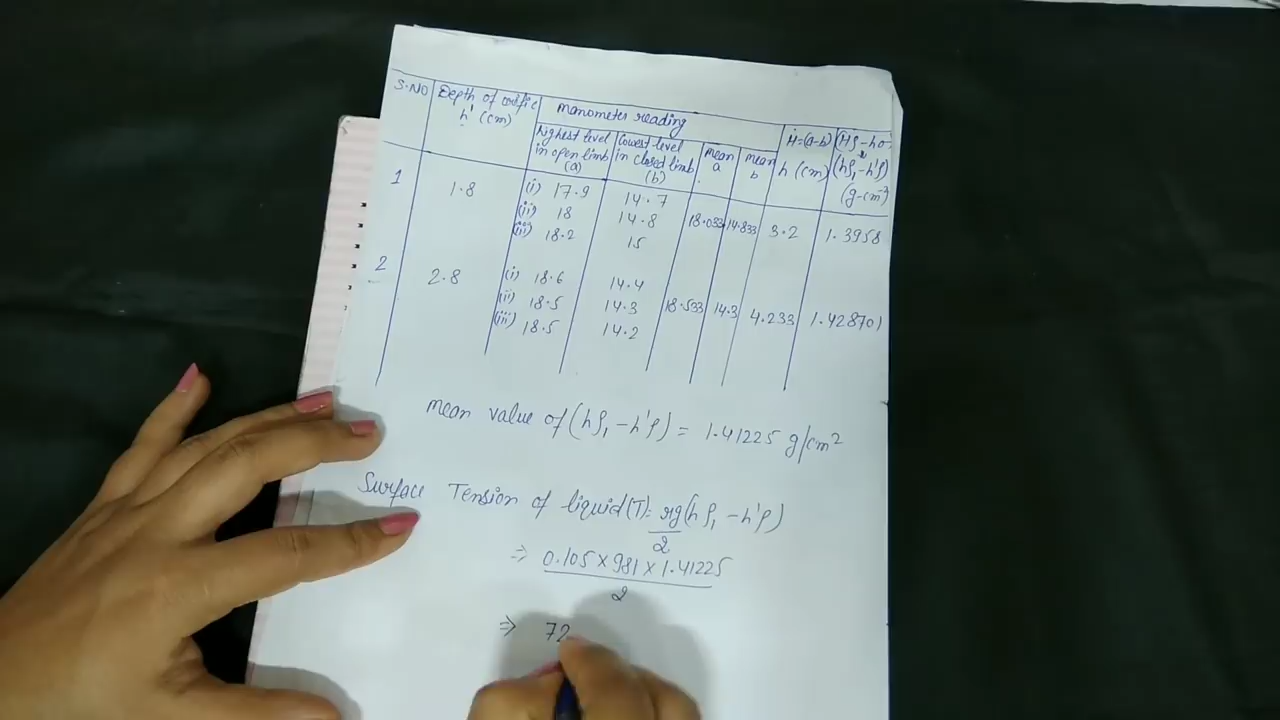 S.NO Depth of orific Manometer reading H=(a-b) (Hρ-hσ
h' (cm) highest level Lowest level Mean Mean h (cm) (hρ₁-h'ρ)
in open limb in closed limb a b (g-cm⁻²)
(a) (b)
1 1.8 (i) 17.9 14.7
(ii) 18 14.8 18.033 14.833 3.2 1.3958
(iii) 18.2 15
2 2.8 (i) 18.6 14.4
(ii) 18.5 14.3 18.533 14.3 4.233 1.428701
(iii) 18.5 14.2
Mean value of (hρ₁ - h'ρ) = 1.41225 g/cm²
Surface Tension of liquid (T) = rg/2 (hρ₁ - h'ρ)
⇒ 0.105 × 981 × 1.41225
2
⇒ 72